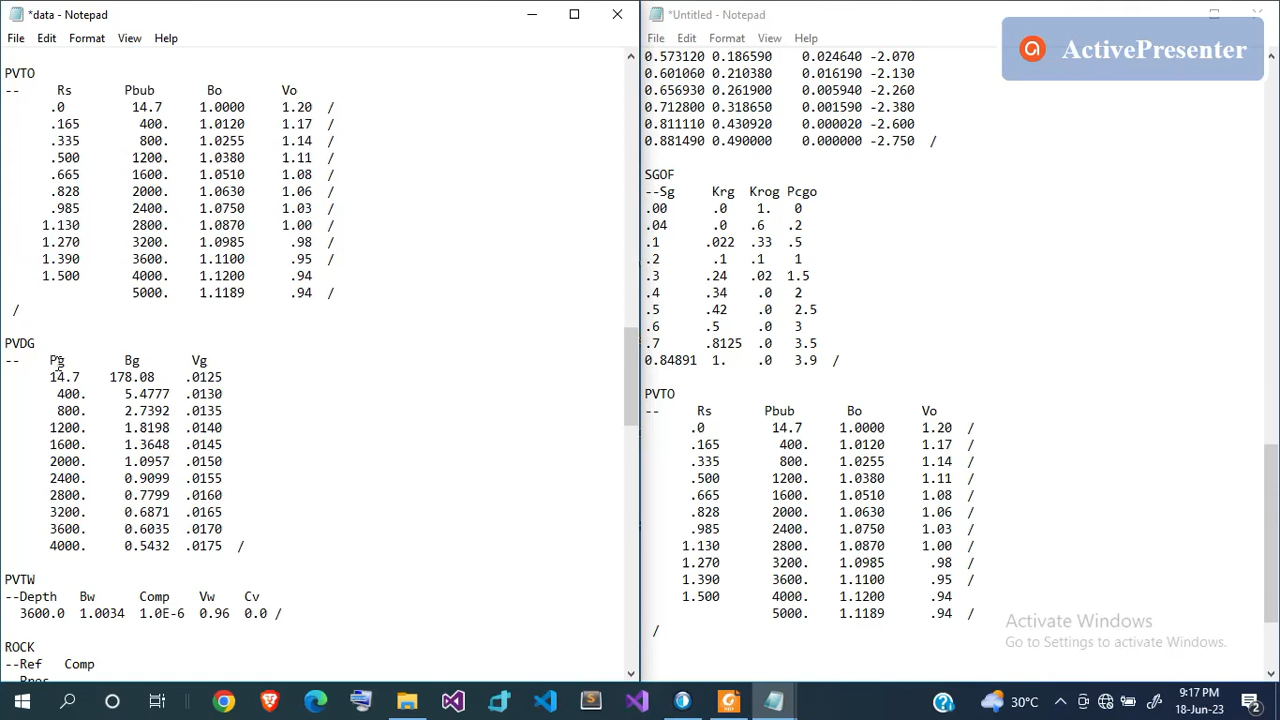 *data - Notepad
File Edit Format View Help
PVTO
-- Rs Pbub Bo Vo
.0 14.7 1.0000 1.20 /
.165 400. 1.0120 1.17 /
.335 800. 1.0255 1.14 /
.500 1200. 1.0380 1.11 /
.665 1600. 1.0510 1.08 /
.828 2000. 1.0630 1.06 /
.985 2400. 1.0750 1.03 /
1.130 2800. 1.0870 1.00 /
1.270 3200. 1.0985 .98 /
1.390 3600. 1.1100 .95 /
1.500 4000. 1.1200 .94
5000. 1.1189 .94 /
/
PVDG
-- Pg Bg Vg
14.7 178.08 .0125
400. 5.4777 .0130
800. 2.7392 .0135
1200. 1.8198 .0140
1600. 1.3648 .0145
2000. 1.0957 .0150
2400. 0.9099 .0155
2800. 0.7799 .0160
3200. 0.6871 .0165
3600. 0.6035 .0170
4000. 0.5432 .0175 /
PVTW
--Depth Bw Comp Vw Cv
3600.0 1.0034 1.0E-6 0.96 0.0 /
ROCK
--Ref Comp
*Untitled - Notepad
File Edit Format View Help
ActivePresenter
0.573120 0.186590 0.024640 -2.070
0.601060 0.210380 0.016190 -2.130
0.656930 0.261900 0.005940 -2.260
0.712800 0.318650 0.001590 -2.380
0.811110 0.430920 0.000020 -2.600
0.881490 0.490000 0.000000 -2.750 /
SGOF
--Sg Krg Krog Pcgo
.00 .0 1. 0
.04 .0 .6 .2
.1 .022 .33 .5
.2 .1 .1 1
.3 .24 .02 1.5
.4 .34 .0 2
.5 .42 .0 2.5
.6 .5 .0 3
.7 .8125 .0 3.5
0.84891 1. .0 3.9 /
PVTO
-- Rs Pbub Bo Vo
.0 14.7 1.0000 1.20 /
.165 400. 1.0120 1.17 /
.335 800. 1.0255 1.14 /
.500 1200. 1.0380 1.11 /
.665 1600. 1.0510 1.08 /
.828 2000. 1.0630 1.06 /
.985 2400. 1.0750 1.03 /
1.130 2800. 1.0870 1.00 /
1.270 3200. 1.0985 .98 /
1.390 3600. 1.1100 .95 /
1.500 4000. 1.1200 .94
5000. 1.1189 .94 /
/
Activate Windows
Go to Settings to activate Windows.
30°C
9:17 PM
18-Jun-23
2